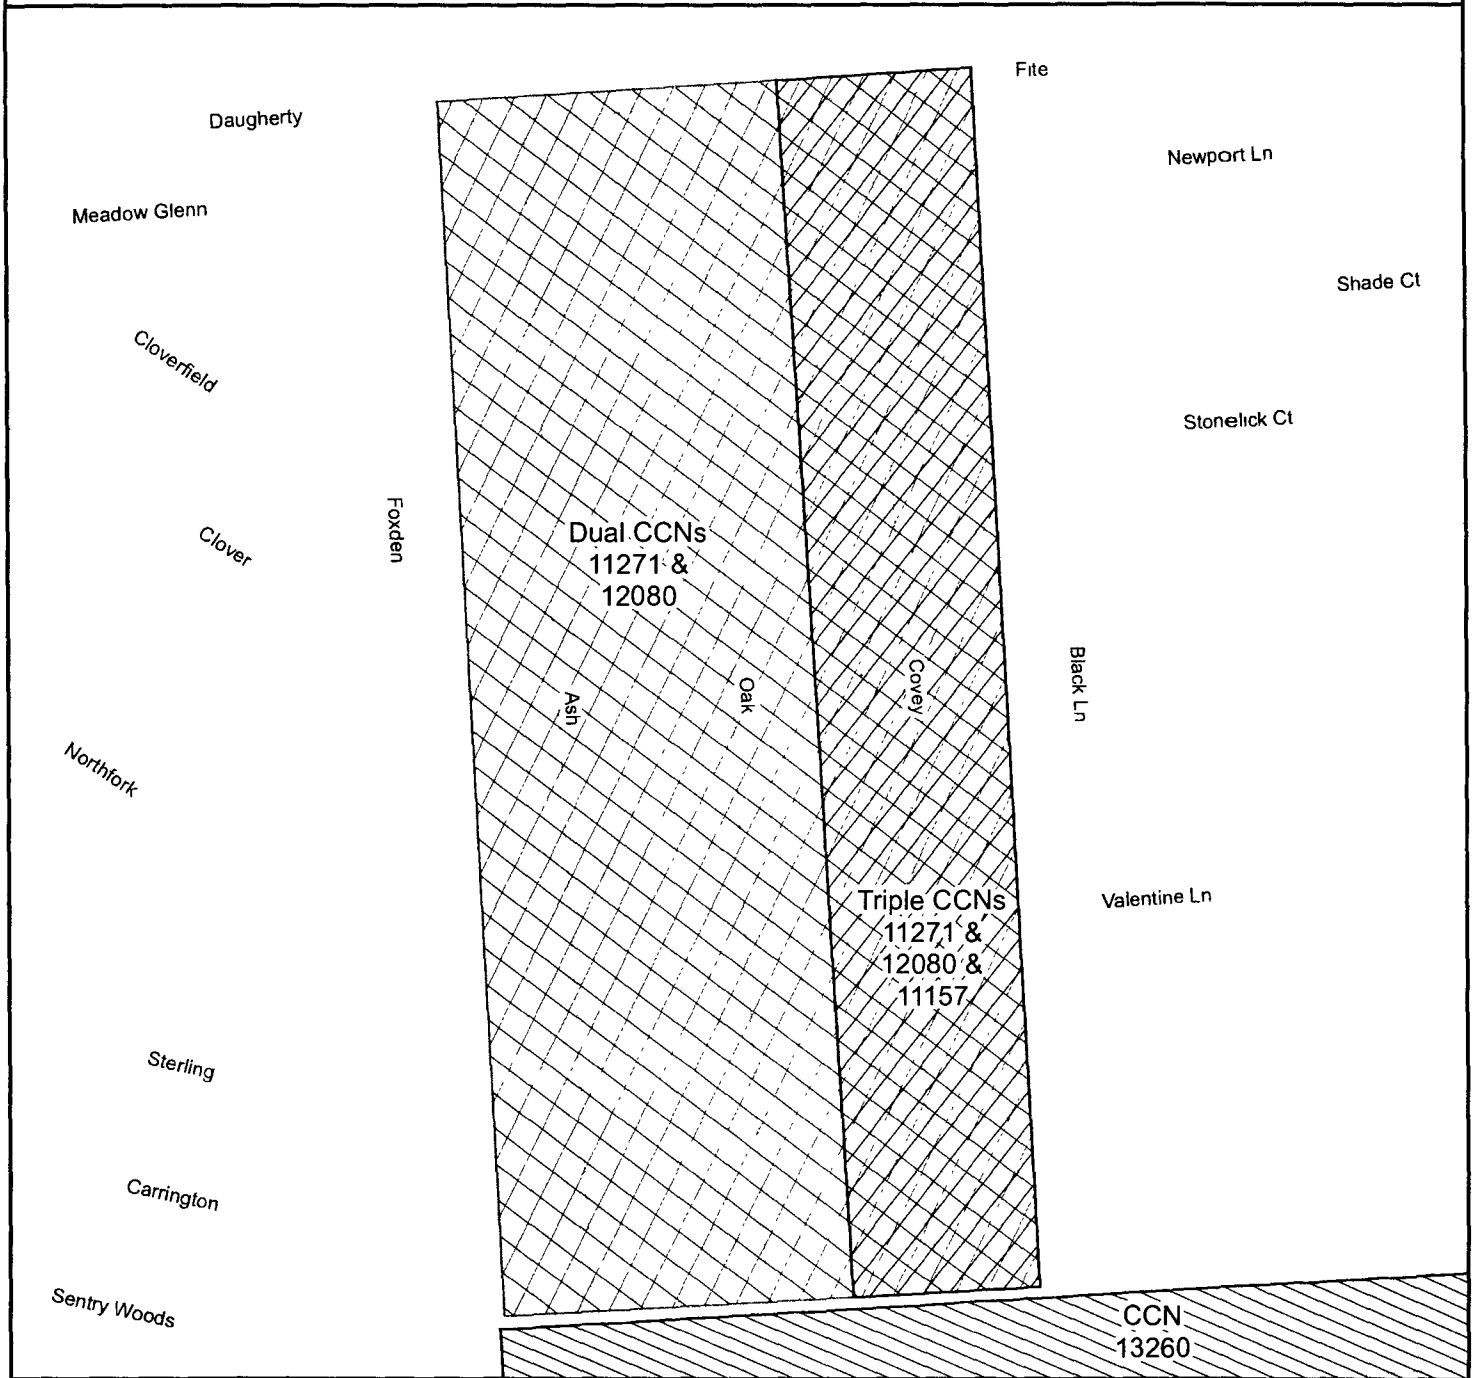 Fite
Daugherty
Newport Ln
Meadow Glenn
Shade Ct
Cloverfield
Stonelick Ct
Foxden
Clover
Dual CCNs
11271 &
12080
Ash
Oak
Covey
Black Ln
Northfork
Triple CCNs
11271 &
12080 &
11157
Valentine Ln
Sterling
Carrington
Sentry Woods
CCN
13260